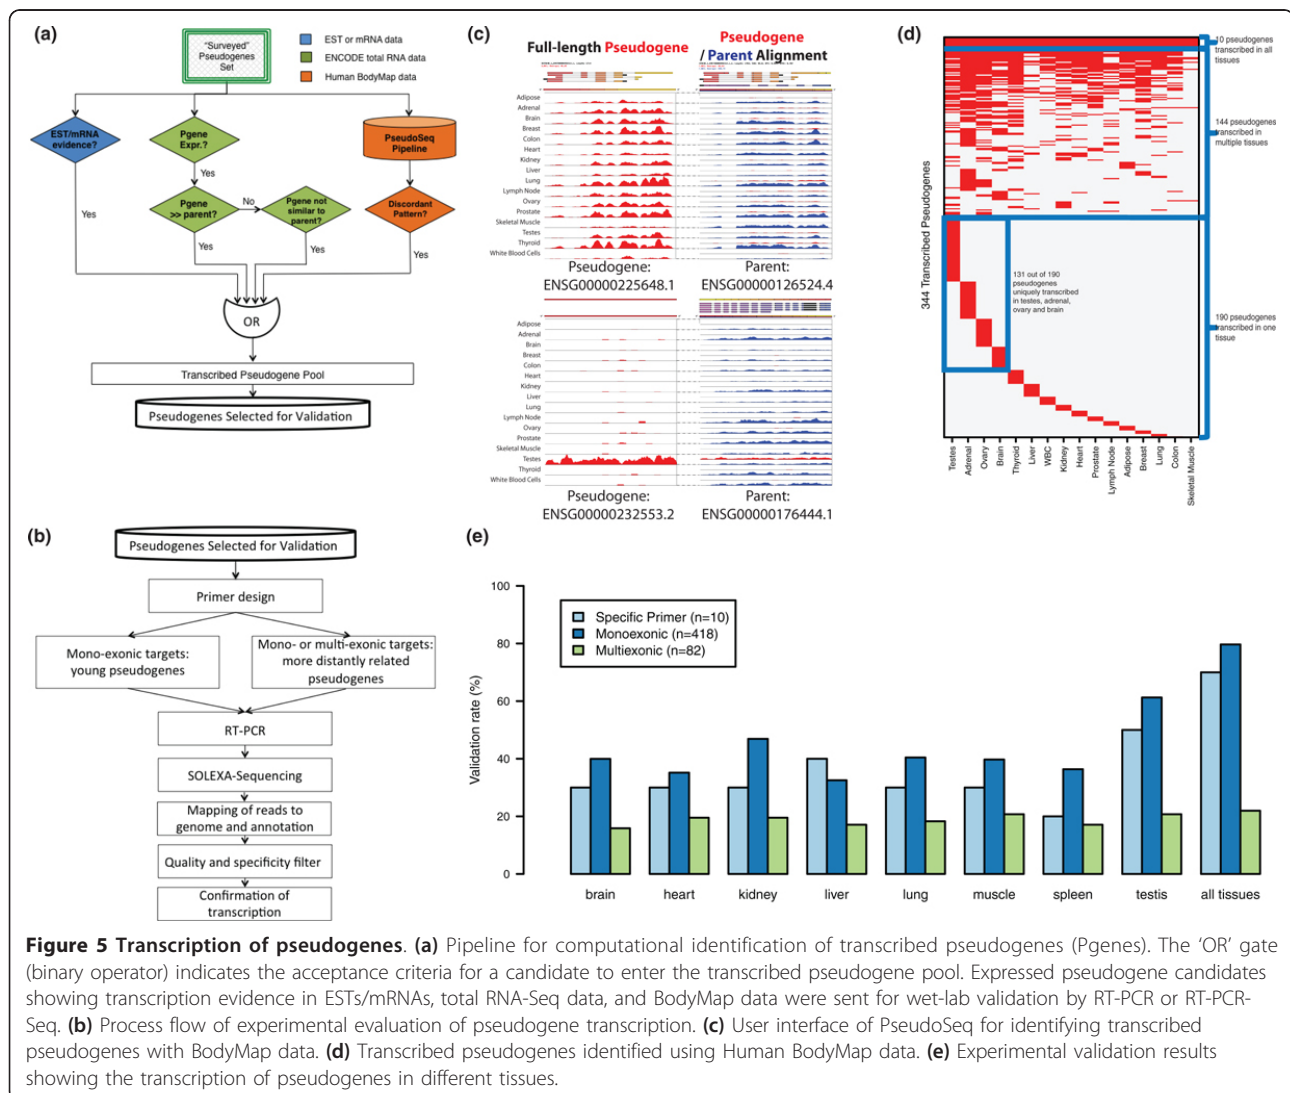 (a)
"Surveyed"
Pseudogenes
Set
EST or mRNA data
ENCODE total RNA data
Human BodyMap data
EST/mRNA
evidence?
Pgene
Expr.?
PseudoSeq
Pipeline
Yes
Pgene
>> parent?
No
Pgene not
similar to
parent?
Discordant
Pattern?
Yes
Yes
Yes
Yes
OR
Transcribed Pseudogene Pool
Pseudogenes Selected for Validation
(b)
Pseudogenes Selected for Validation
Primer design
Mono-exonic targets:
young pseudogenes
Mono- or multi-exonic targets:
more distantly related
pseudogenes
RT-PCR
SOLEXA-Sequencing
Mapping of reads to
genome and annotation
Quality and specificity filter
Confirmation of
transcription
(c)
Full-length Pseudogene
Pseudogene
/ Parent Alignment
Adipose
Adrenal
Brain
Breast
Colon
Heart
Kidney
Liver
Lung
Lymph Node
Ovary
Prostate
Skeletal Muscle
Testes
Thyroid
White Blood Cells
Pseudogene:
ENSG00000225648.1
Parent:
ENSG00000126524.4
Adipose
Adrenal
Brain
Breast
Colon
Heart
Kidney
Liver
Lung
Lymph Node
Ovary
Prostate
Skeletal Muscle
Testes
Thyroid
White Blood Cells
Pseudogene:
ENSG00000232553.2
Parent:
ENSG00000176444.1
(d)
344 Transcribed Pseudogenes
10 pseudogenes
transcribed in all
tissues
144 pseudogenes
transcribed in
multiple tissues
131 out of 190
pseudogenes
uniquely transcribed
in testes, adrenal,
ovary and brain
190 pseudogenes
transcribed in one
tissue
Testes
Adrenal
Ovary
Brain
Thyroid
Liver
WBC
Kidney
Heart
Prostate
Lymph Node
Adipose
Breast
Lung
Colon
Skeletal Muscle
(e)
Validation rate (%)
100
80
60
40
20
0
Specific Primer (n=10)
Monoexonic (n=418)
Multiexonic (n=82)
brain
heart
kidney
liver
lung
muscle
spleen
testis
all tissues
Figure 5 Transcription of pseudogenes. (a) Pipeline for computational identification of transcribed pseudogenes (Pgenes). The 'OR' gate
(binary operator) indicates the acceptance criteria for a candidate to enter the transcribed pseudogene pool. Expressed pseudogene candidates
showing transcription evidence in ESTs/mRNAs, total RNA-Seq data, and BodyMap data were sent for wet-lab validation by RT-PCR or RT-PCR-
Seq. (b) Process flow of experimental evaluation of pseudogene transcription. (c) User interface of PseudoSeq for identifying transcribed
pseudogenes with BodyMap data. (d) Transcribed pseudogenes identified using Human BodyMap data. (e) Experimental validation results
showing the transcription of pseudogenes in different tissues.